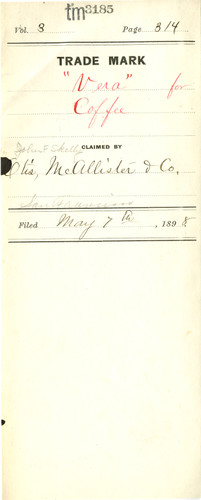 tm3185
Vol. 3 Page 314
TRADE MARK
"Vera" for
Coffee
CLAIMED BY
John F. Skelly
Otis, McAllister & Co.
San Francisco
Filed May 7th, 1898